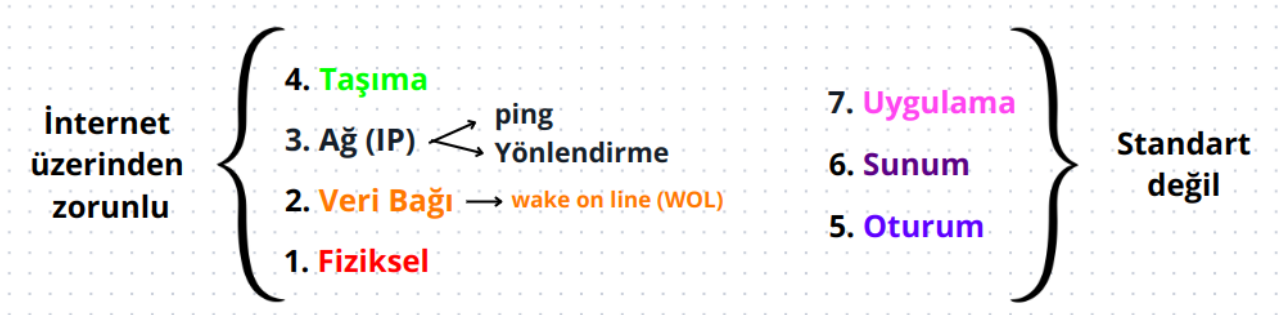 İnternet
üzerinden
zorunlu
4. Taşıma
3. Ağ (IP)
ping
Yönlendirme
2. Veri Bağı
wake on line (WOL)
1. Fiziksel
7. Uygulama
6. Sunum
5. Oturum
Standart
değil